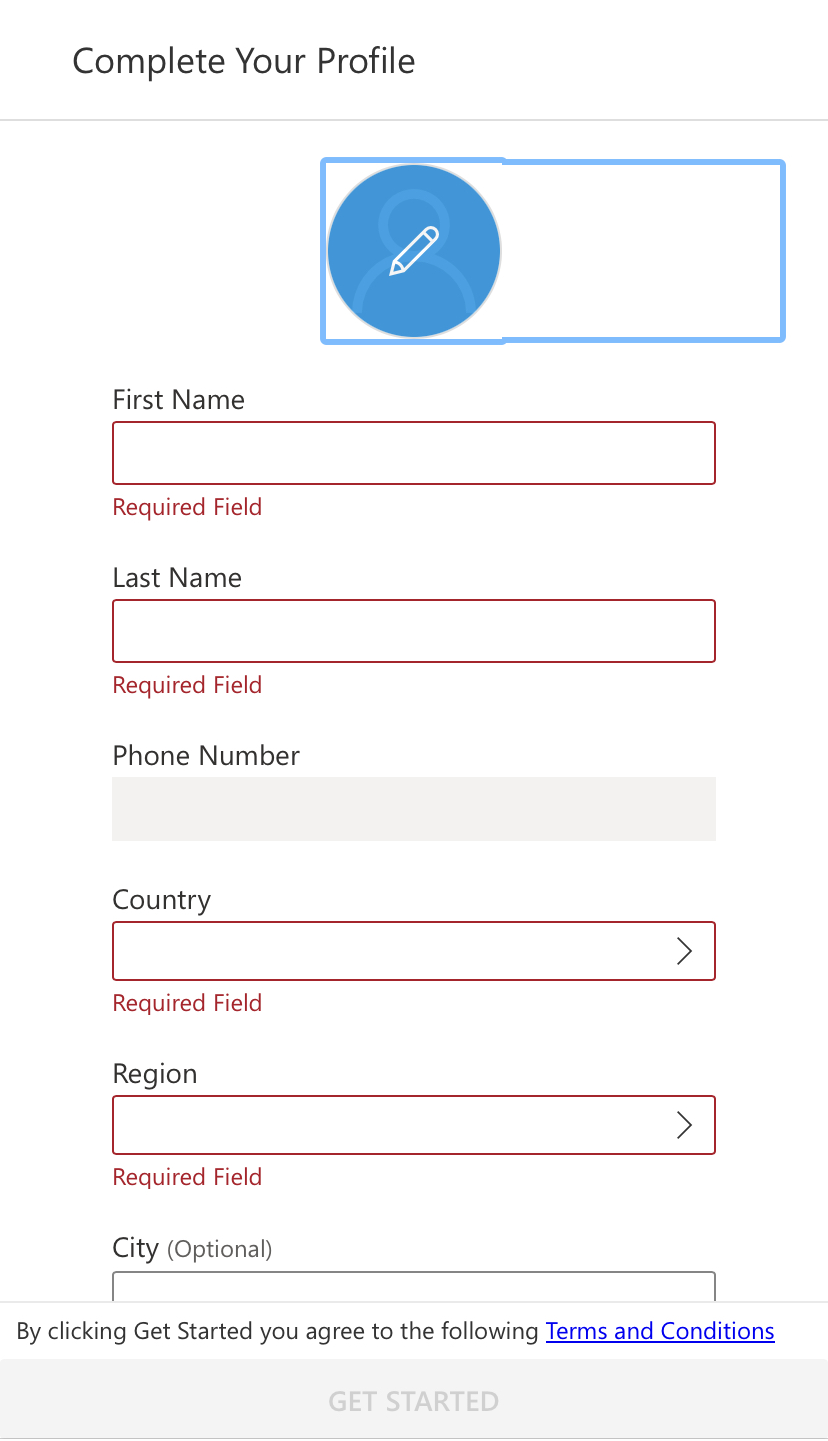 Complete Your Profile
First Name
Required Field
Last Name
Required Field
Phone Number
Country
Required Field
Region
Required Field
City (Optional)
By clicking Get Started you agree to the following Terms and Conditions
GET STARTED